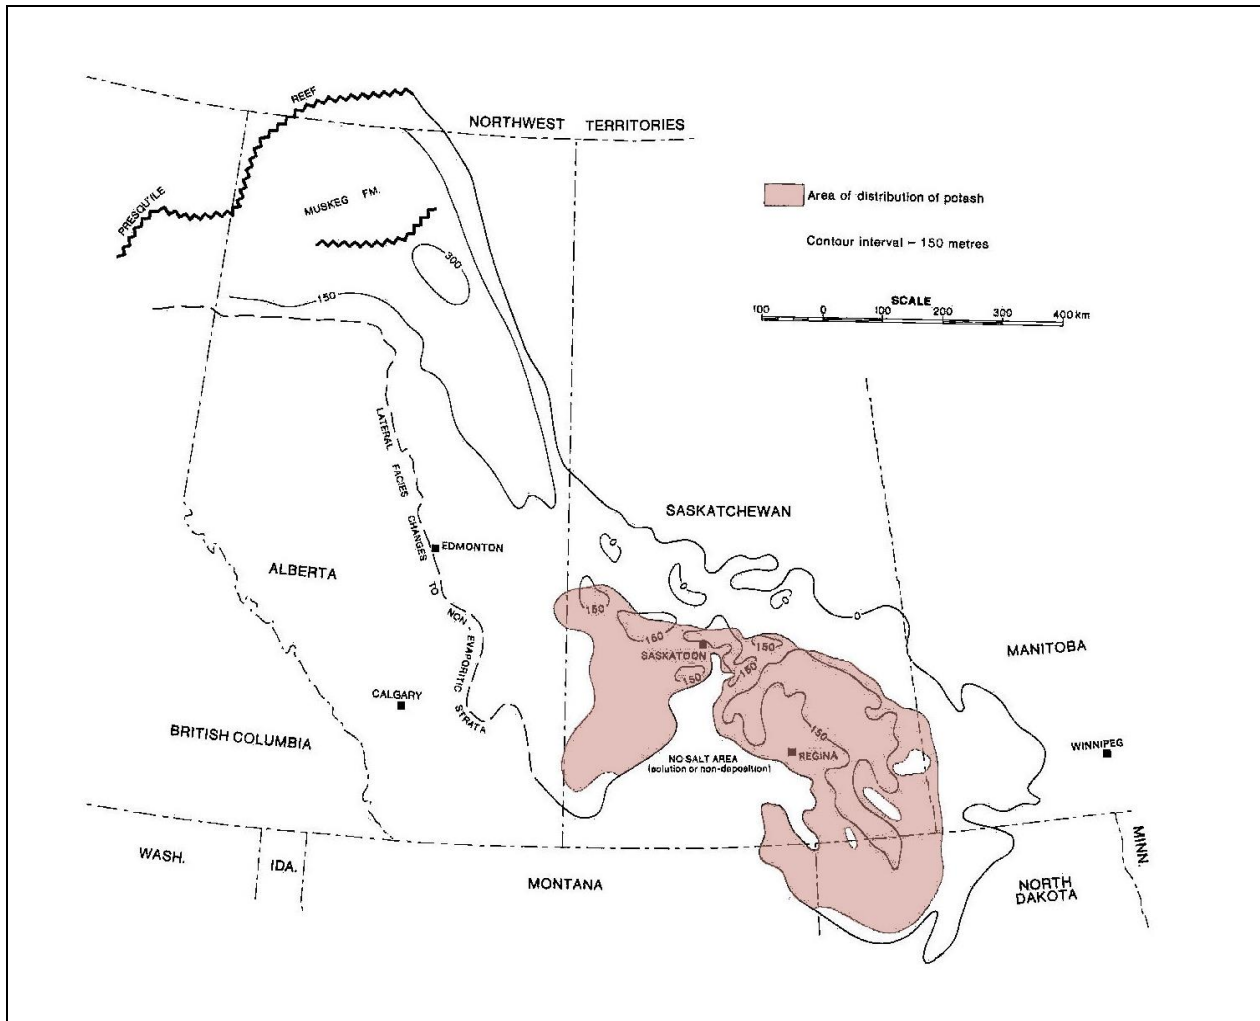 REEF
NORTHWEST TERRITORIES
PRESQU'ILE
MUSKEG FM.
Area of distribution of potash
300
Contour interval – 150 metres
150
SCALE
100 0 100 200 300 400 km
LATERAL FACIES CHANGES TO NON - EVAPORITIC STRATA
SASKATCHEWAN
0
EDMONTON
ALBERTA
0
0
150
0
150
MANITOBA
150
SASKATOON
150
150
CALGARY
150
BRITISH COLUMBIA
WINNIPEG
REGINA
NO SALT AREA
(solution or non-deposition)
WASH.
IDA.
MINN.
MONTANA
NORTH
DAKOTA